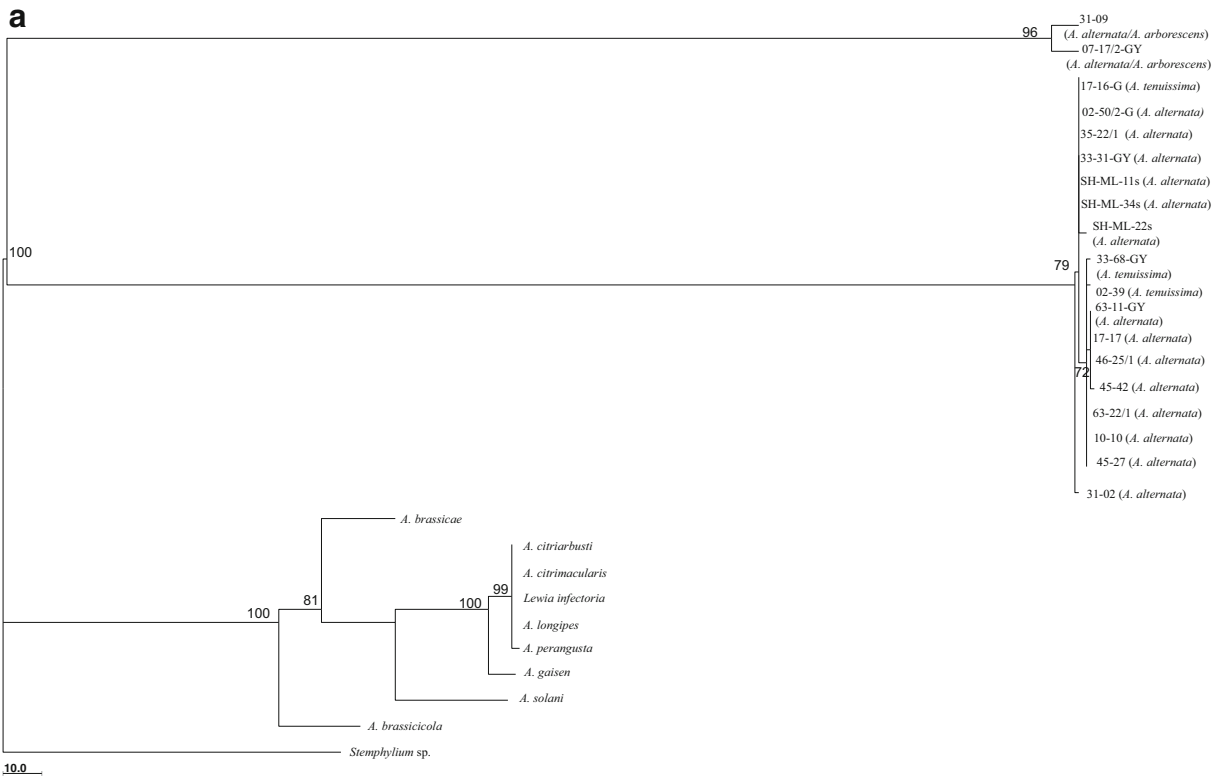 a
31-09
96
(A. alternata/A. arborescens)
07-17/2-GY
(A. alternata/A. arborescens)
17-16-G (A. tenuissima)
02-50/2-G (A. alternata)
35-22/1 (A. alternata)
33-31-GY (A. alternata)
SH-ML-11s (A. alternata)
SH-ML-34s (A. alternata)
SH-ML-22s
(A. alternata)
100
79
33-68-GY
(A. tenuissima)
02-39 (A. tenuissima)
63-11-GY
(A. alternata)
17-17 (A. alternata)
46-25/1 (A. alternata)
72
45-42 (A. alternata)
63-22/1 (A. alternata)
10-10 (A. alternata)
45-27 (A. alternata)
31-02 (A. alternata)
A. brassicae
A. citriarbusti
A. citrimacularis
99
Lewia infectoria
100
81
100
A. longipes
A. perangusta
A. gaisen
A. solani
A. brassicicola
Stemphylium sp.
10.0